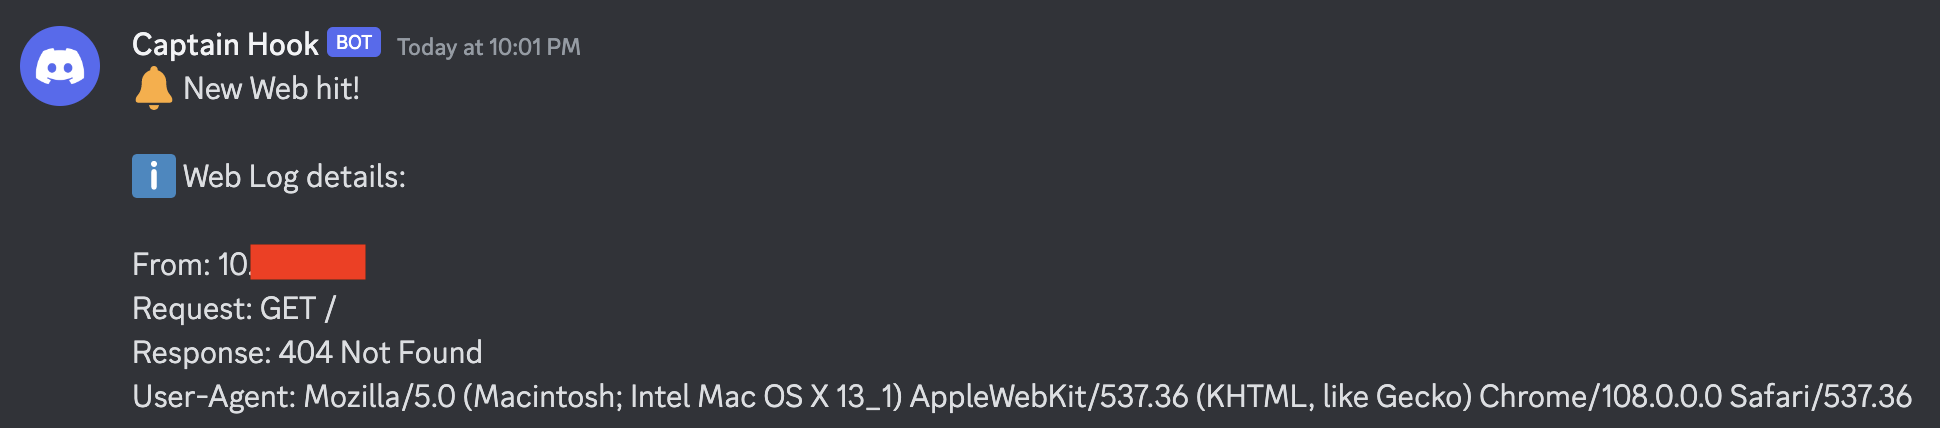 Captain Hook BOT Today at 10:01 PM
New Web hit!
i Web Log details:
From: 10.
Request: GET /
Response: 404 Not Found
User-Agent: Mozilla/5.0 (Macintosh; Intel Mac OS X 13_1) AppleWebKit/537.36 (KHTML, like Gecko) Chrome/108.0.0.0 Safari/537.36